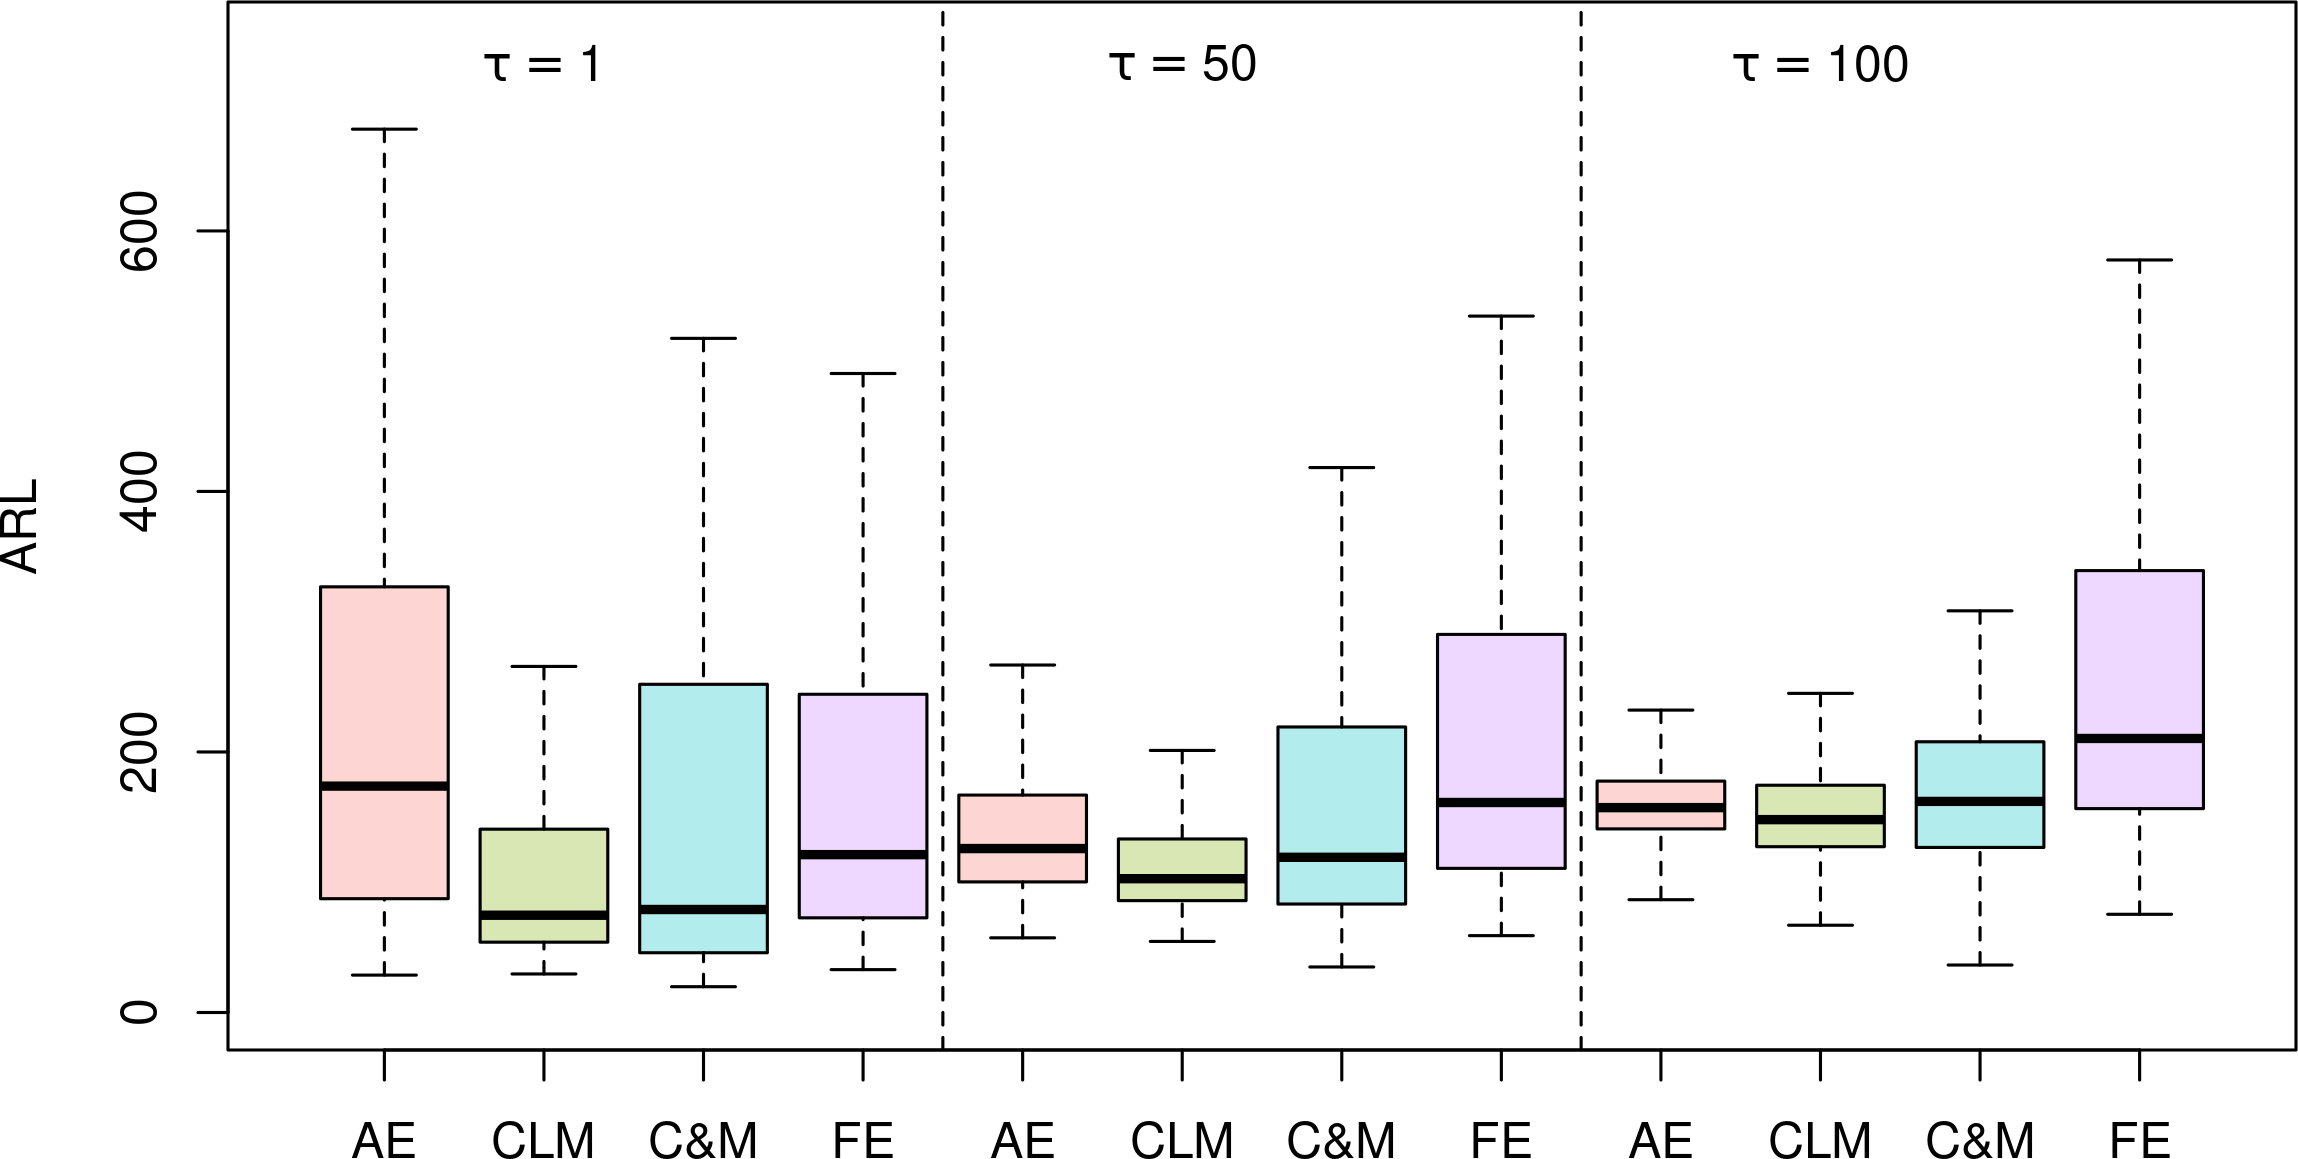 τ = 1
τ = 50
τ = 100
ARL
600
400
200
0
AE CLM C&M FE AE CLM C&M FE AE CLM C&M FE